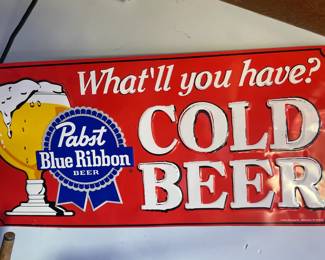 What'll you have?
Pabst
Blue Ribbon
BEER
COLD
BEER